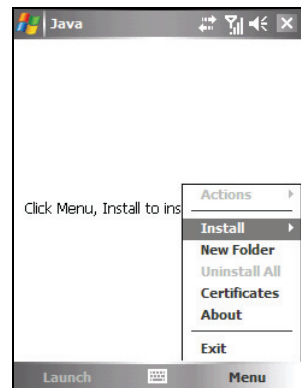 Java
Click Menu, Install to ins
Actions
Install
New Folder
Uninstall All
Certificates
About
Exit
Launch
Menu